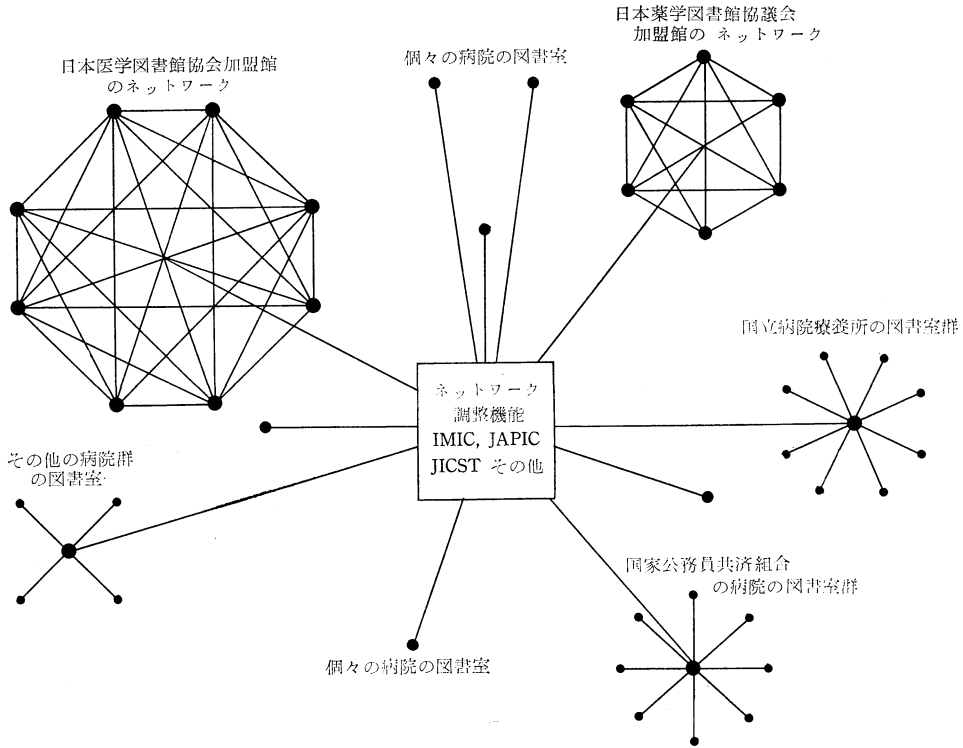 日本薬学図書館協議会
加盟館の ネットワーク
個々の病院の図書室
日本医学図書館協会加盟館
のネットワーク
国立病院療養所の図書室群
ネットワーク
調整機能
IMIC, JAPIC
JICST その他
その他の病院群
の図書室
国家公務員共済組合
の病院の図書室群
個々の病院の図書室